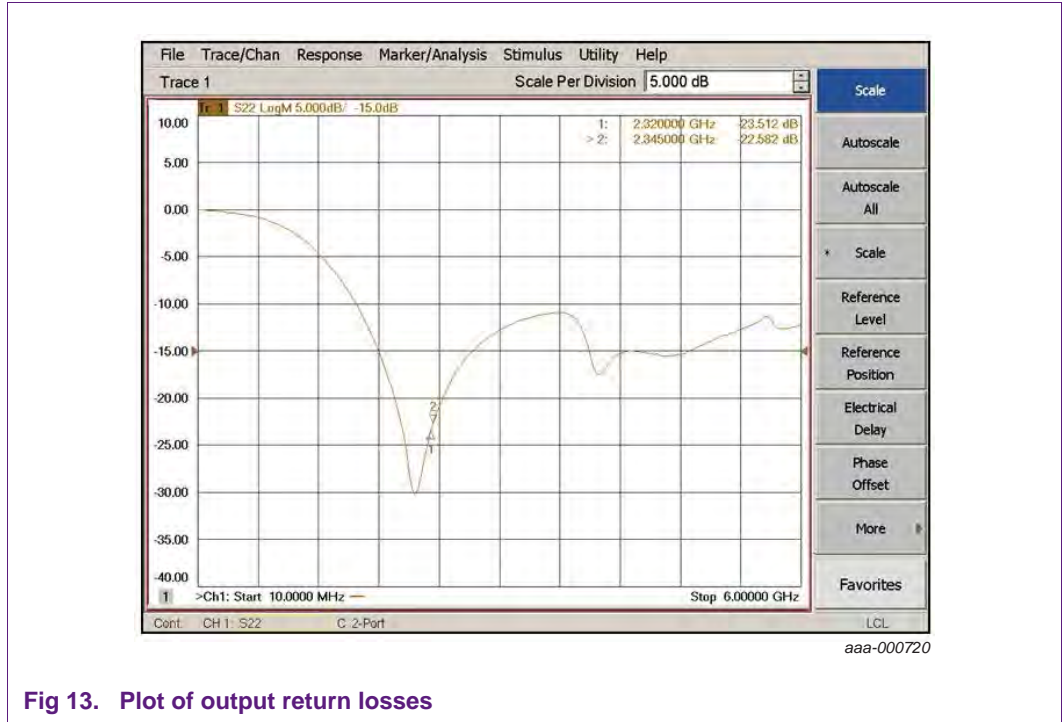 File Trace/Chan Response Marker/Analysis Stimulus Utility Help
Trace 1 Scale Per Division 5.000 dB
Scale
Tr 1 S22 LogM 5.000dB/ -15.0dB
1: 2.320000 GHz -23.512 dB
> 2: 2.345000 GHz -22.582 dB
10.00
5.00
0.00
-5.00
-10.00
-15.00
-20.00
-25.00
-30.00
-35.00
-40.00
2
1
Autoscale
Autoscale
All
Scale
Reference
Level
Reference
Position
Electrical
Delay
Phase
Offset
More
Favorites
1 >Ch1: Start 10.0000 MHz Stop 6.00000 GHz
Cont. CH 1: S22 C 2-Port LCL
aaa-000720
Fig 13. Plot of output return losses